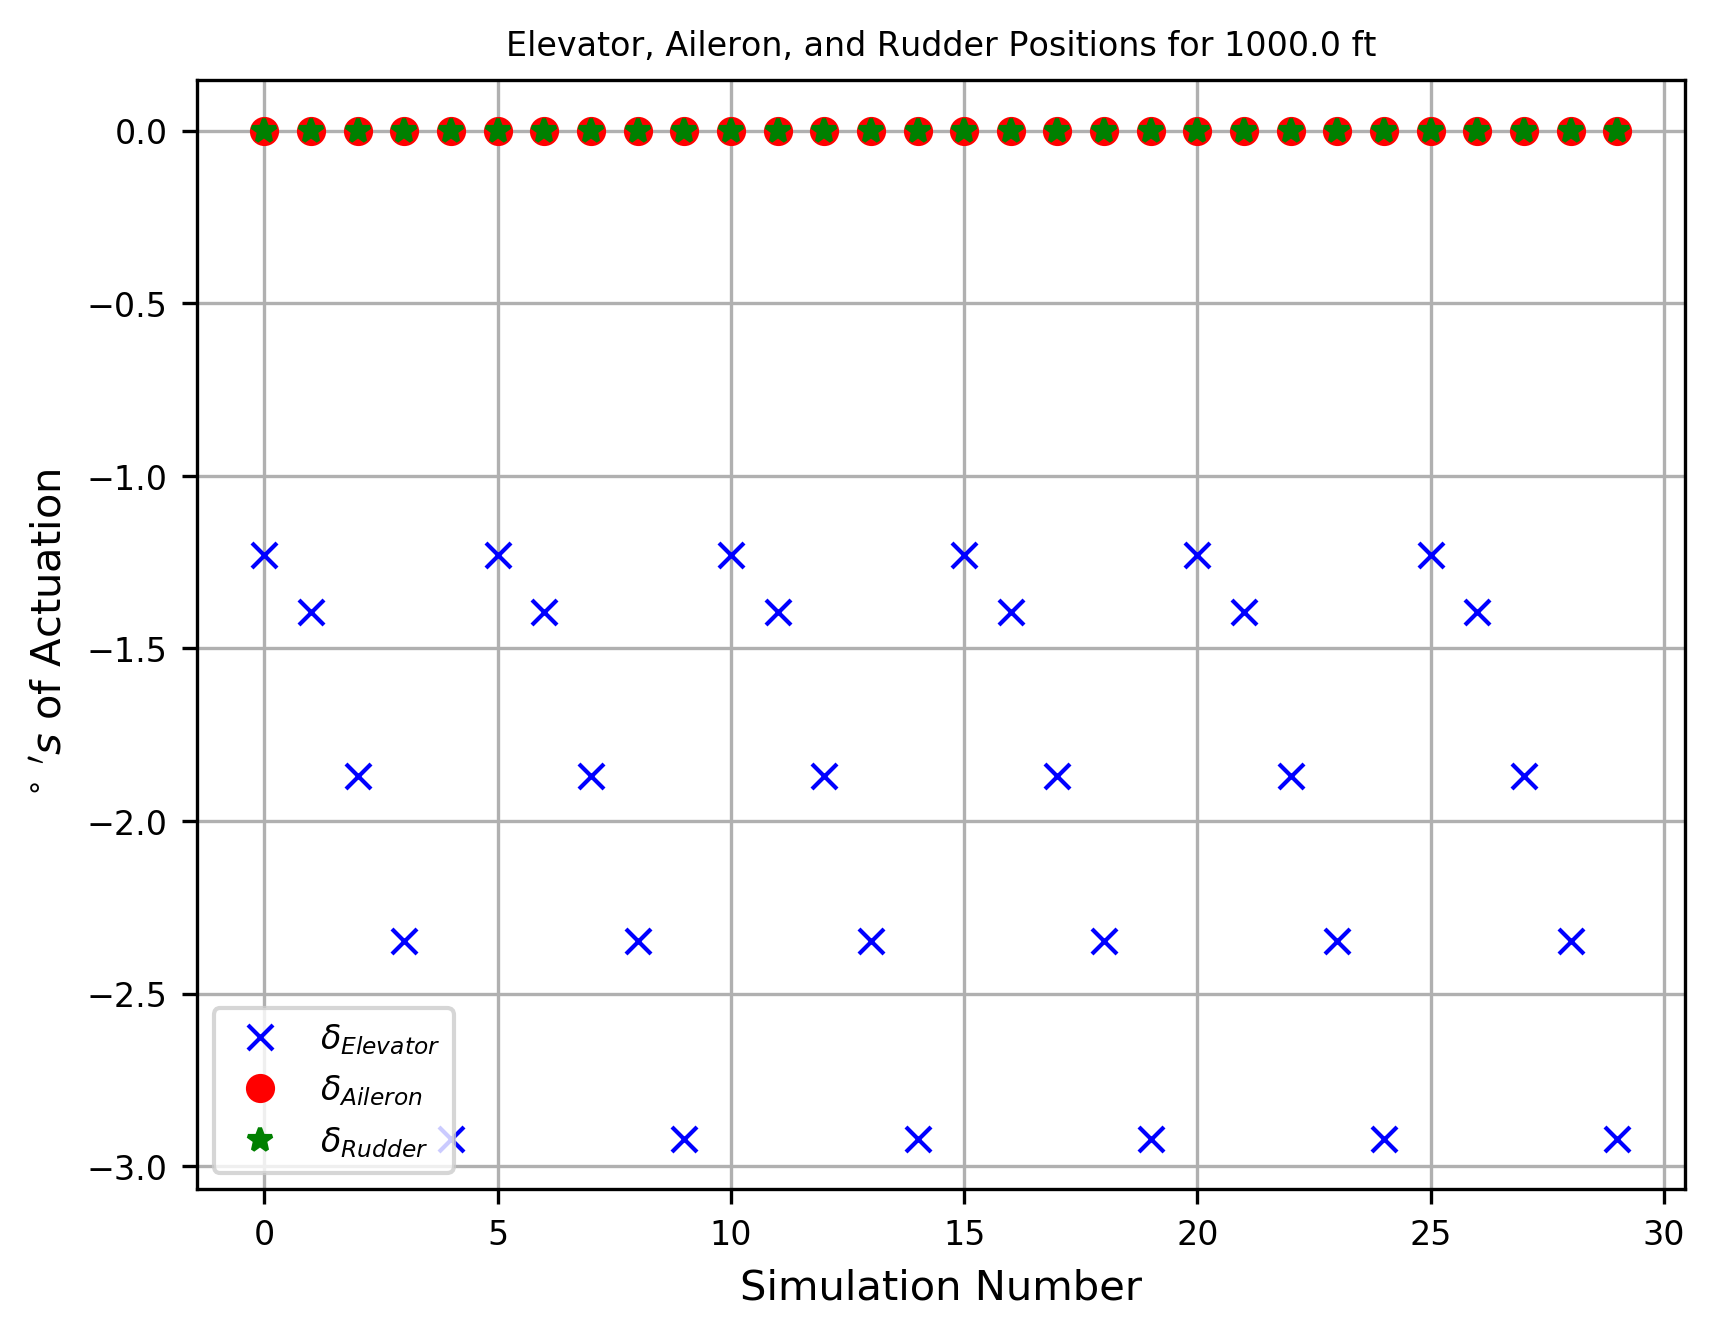 Elevator, Aileron, and Rudder Positions for 1000.0 ft
0.0
−0.5
−1.0
−1.5
−2.0
−2.5
−3.0
° 's of Actuation
δElevator
δAileron
δRudder
0 5 10 15 20 25 30
Simulation Number